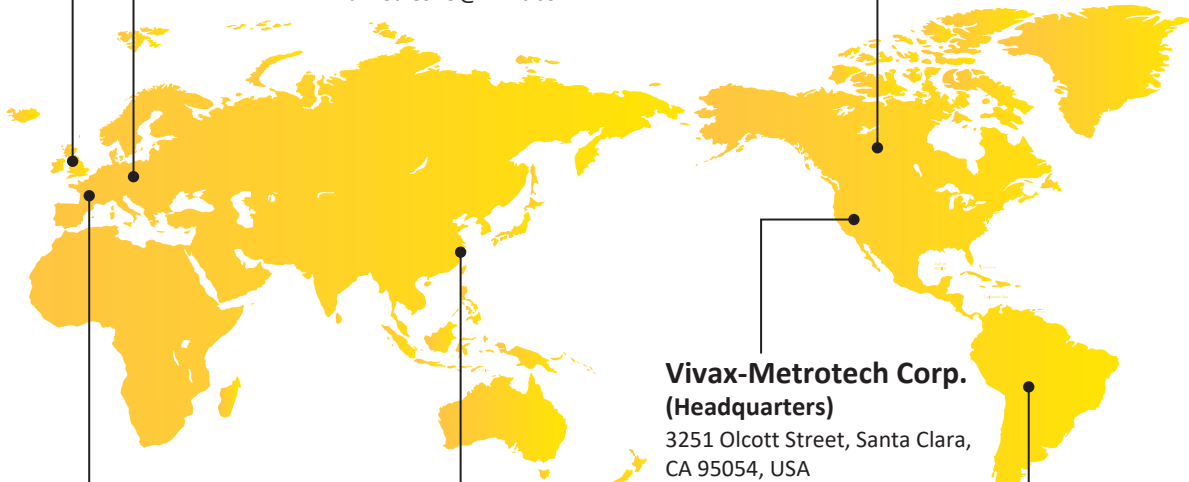 Vivax-Metrotech Corp.
(Headquarters)
3251 Olcott Street, Santa Clara,
CA 95054, USA